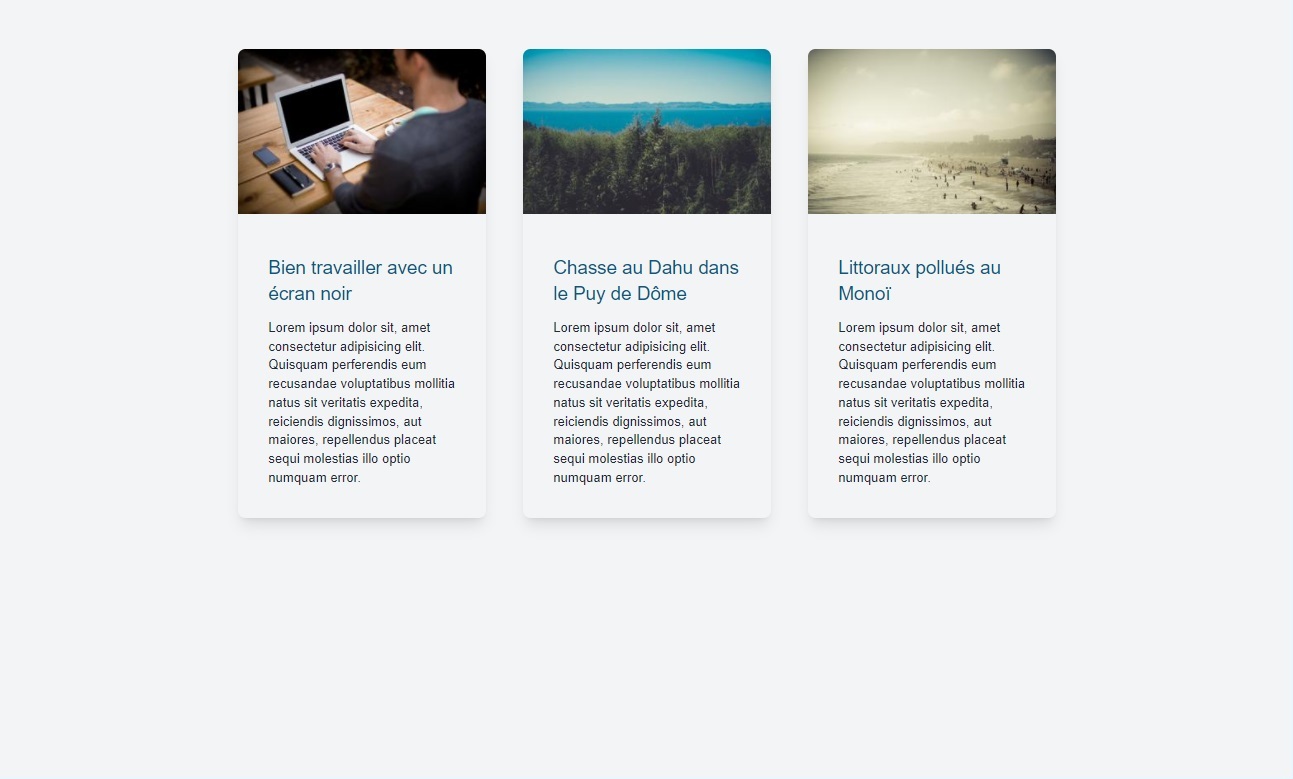 Bien travailler avec un
écran noir
Lorem ipsum dolor sit, amet
consectetur adipisicing elit.
Quisquam perferendis eum
recusandae voluptatibus mollitia
natus sit veritatis expedita,
reiciendis dignissimos, aut
maiores, repellendus placeat
sequi molestias illo optio
numquam error.
Chasse au Dahu dans
le Puy de Dôme
Lorem ipsum dolor sit, amet
consectetur adipisicing elit.
Quisquam perferendis eum
recusandae voluptatibus mollitia
natus sit veritatis expedita,
reiciendis dignissimos, aut
maiores, repellendus placeat
sequi molestias illo optio
numquam error.
Littoraux pollués au
Monoï
Lorem ipsum dolor sit, amet
consectetur adipisicing elit.
Quisquam perferendis eum
recusandae voluptatibus mollitia
natus sit veritatis expedita,
reiciendis dignissimos, aut
maiores, repellendus placeat
sequi molestias illo optio
numquam error.